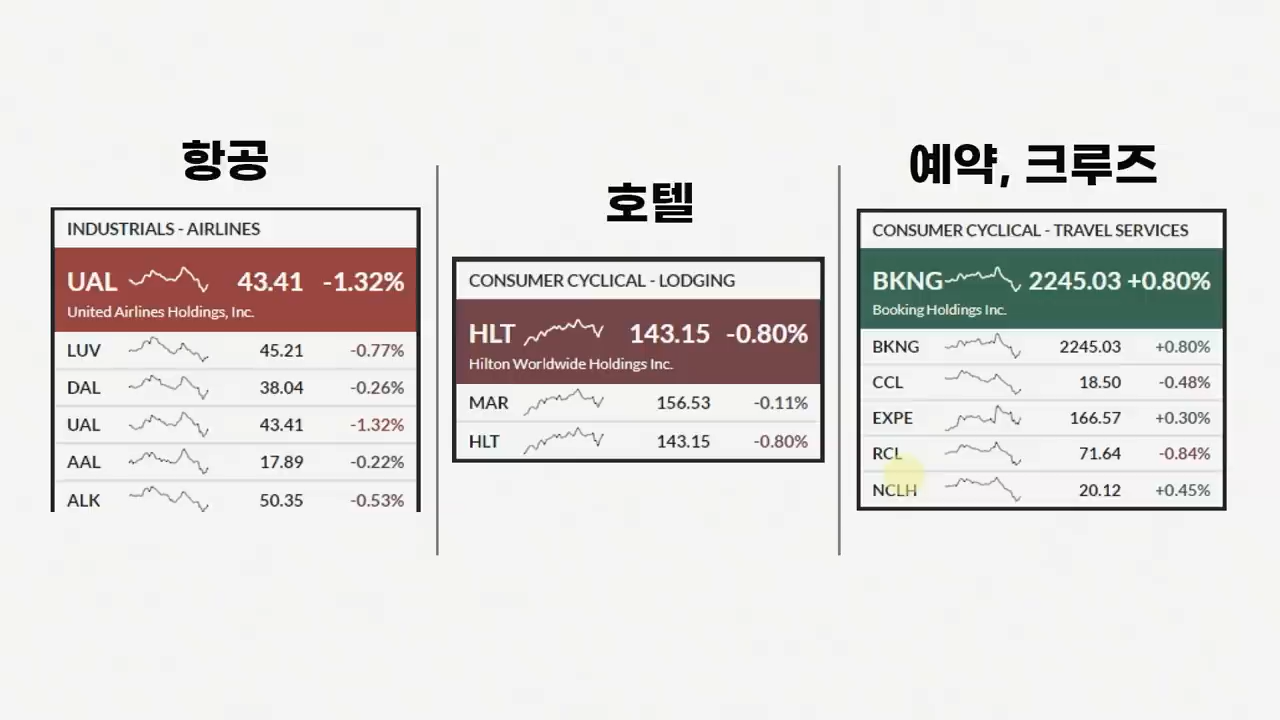 항공
INDUSTRIALS - AIRLINES
UAL 43.41 -1.32%
United Airlines Holdings, Inc.
LUV 45.21 -0.77%
DAL 38.04 -0.26%
UAL 43.41 -1.32%
AAL 17.89 -0.22%
ALK 50.35 -0.53%
호텔
CONSUMER CYCLICAL - LODGING
HLT 143.15 -0.80%
Hilton Worldwide Holdings Inc.
MAR 156.53 -0.11%
HLT 143.15 -0.80%
예약, 크루즈
CONSUMER CYCLICAL - TRAVEL SERVICES
BKNG 2245.03 +0.80%
Booking Holdings Inc.
BKNG 2245.03 +0.80%
CCL 18.50 -0.48%
EXPE 166.57 +0.30%
RCL 71.64 -0.84%
NCLH 20.12 +0.45%